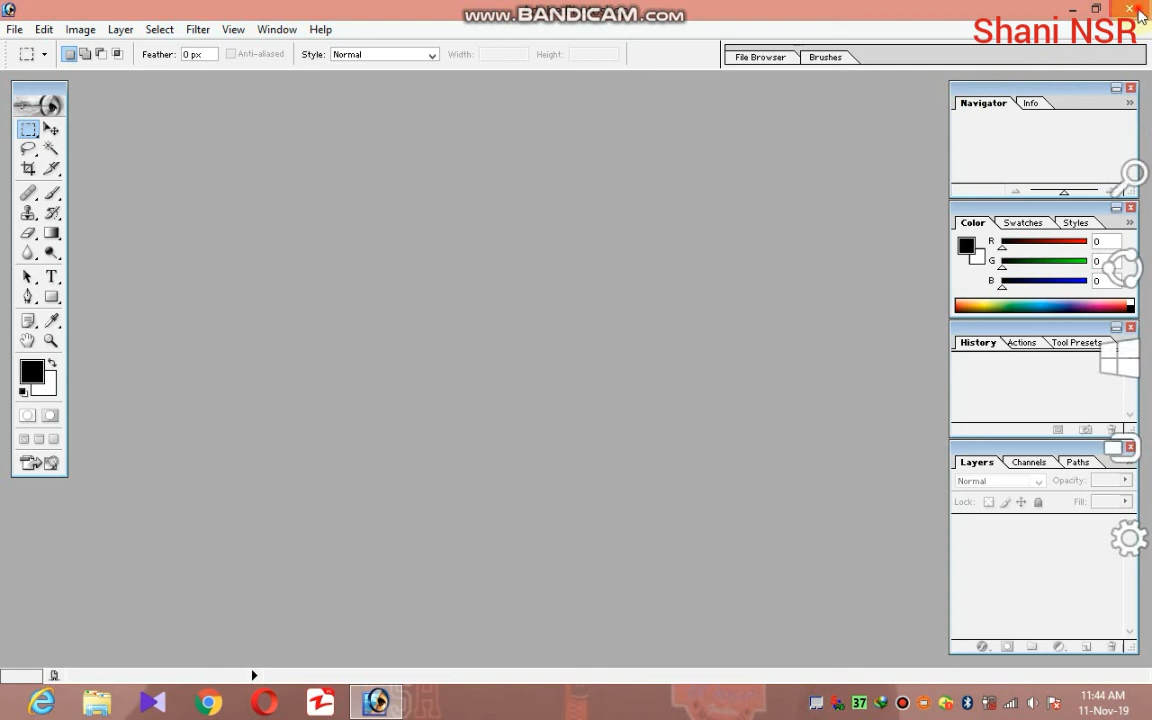 www.BANDICAM.com
Shani NSR
File Edit Image Layer Select Filter View Window Help
Feather: 0 px Anti-aliased Style: Normal Width: Height: File Browser Brushes
Navigator Info
Color Swatches Styles
R 0
G 0
B 0
History Actions Tool Presets
Layers Channels Paths
Normal Opacity:
Lock: Fill:
37
11:44 AM
11-Nov-19